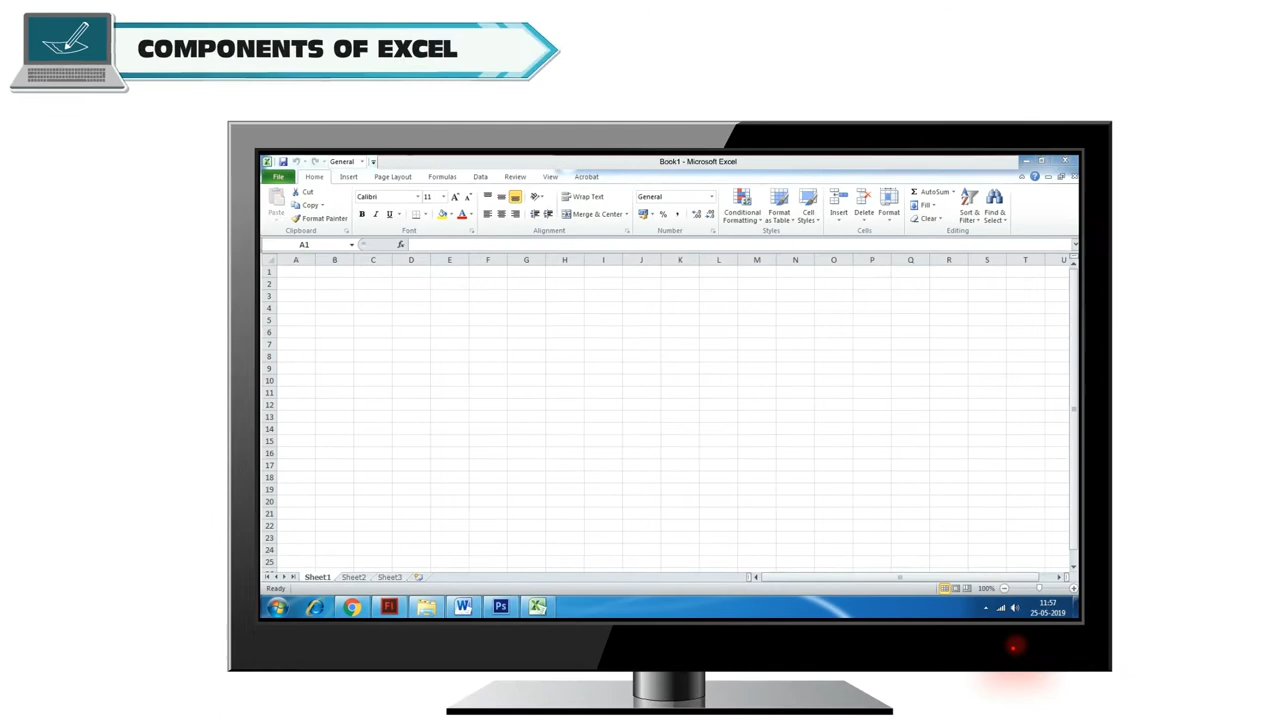 COMPONENTS OF EXCEL
General
Book1 - Microsoft Excel
File Home Insert Page Layout Formulas Data Review View Acrobat
Paste
Cut
Copy
Format Painter
Clipboard
Calibri 11
B I U
Font
Wrap Text
Merge & Center
Alignment
General
%
Number
Conditional Formatting
Format as Table
Cell Styles
Styles
Insert
Delete
Format
Cells
Σ AutoSum
Fill
Clear
Sort & Filter
Find & Select
Editing
A1
fx
A B C D E F G H I J K L M N O P Q R S T U
1
2
3
4
5
6
7
8
9
10
11
12
13
14
15
16
17
18
19
20
21
22
23
24
25
Sheet1 Sheet2 Sheet3
Ready
100%
Fl
W
Ps
11:57
25-05-2019